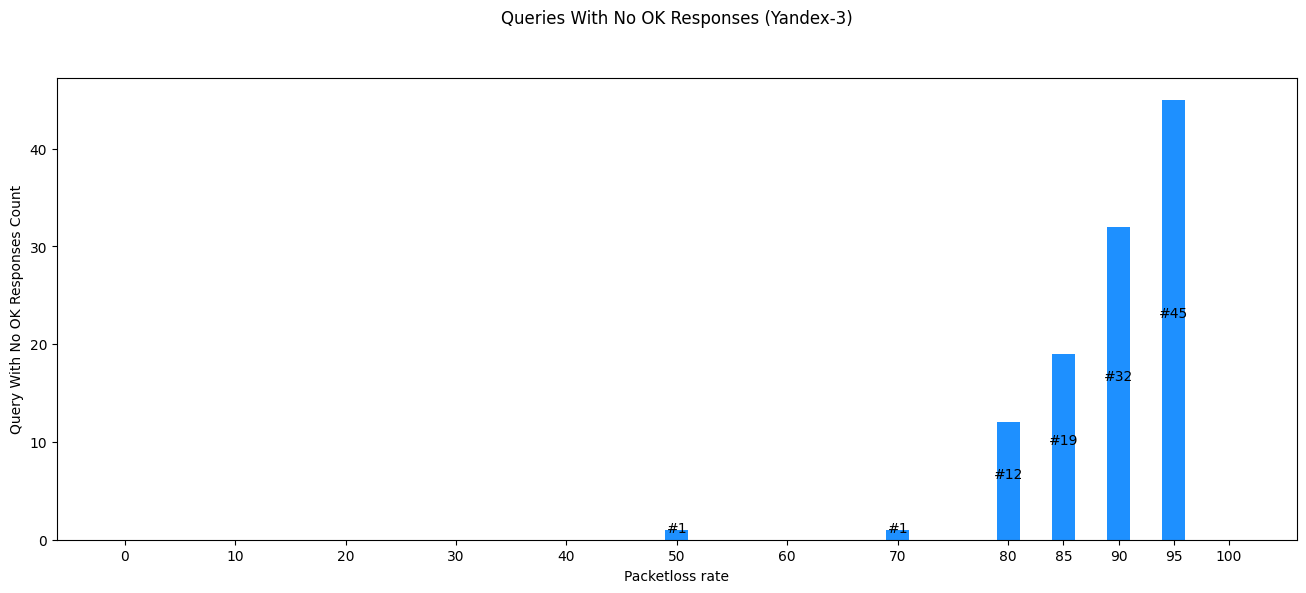 Queries With No OK Responses (Yandex-3)
Query With No OK Responses Count
40
30
20
10
0
#1
#1
#12
#19
#32
#45
0 10 20 30 40 50 60 70 80 85 90 95 100
Packetloss rate